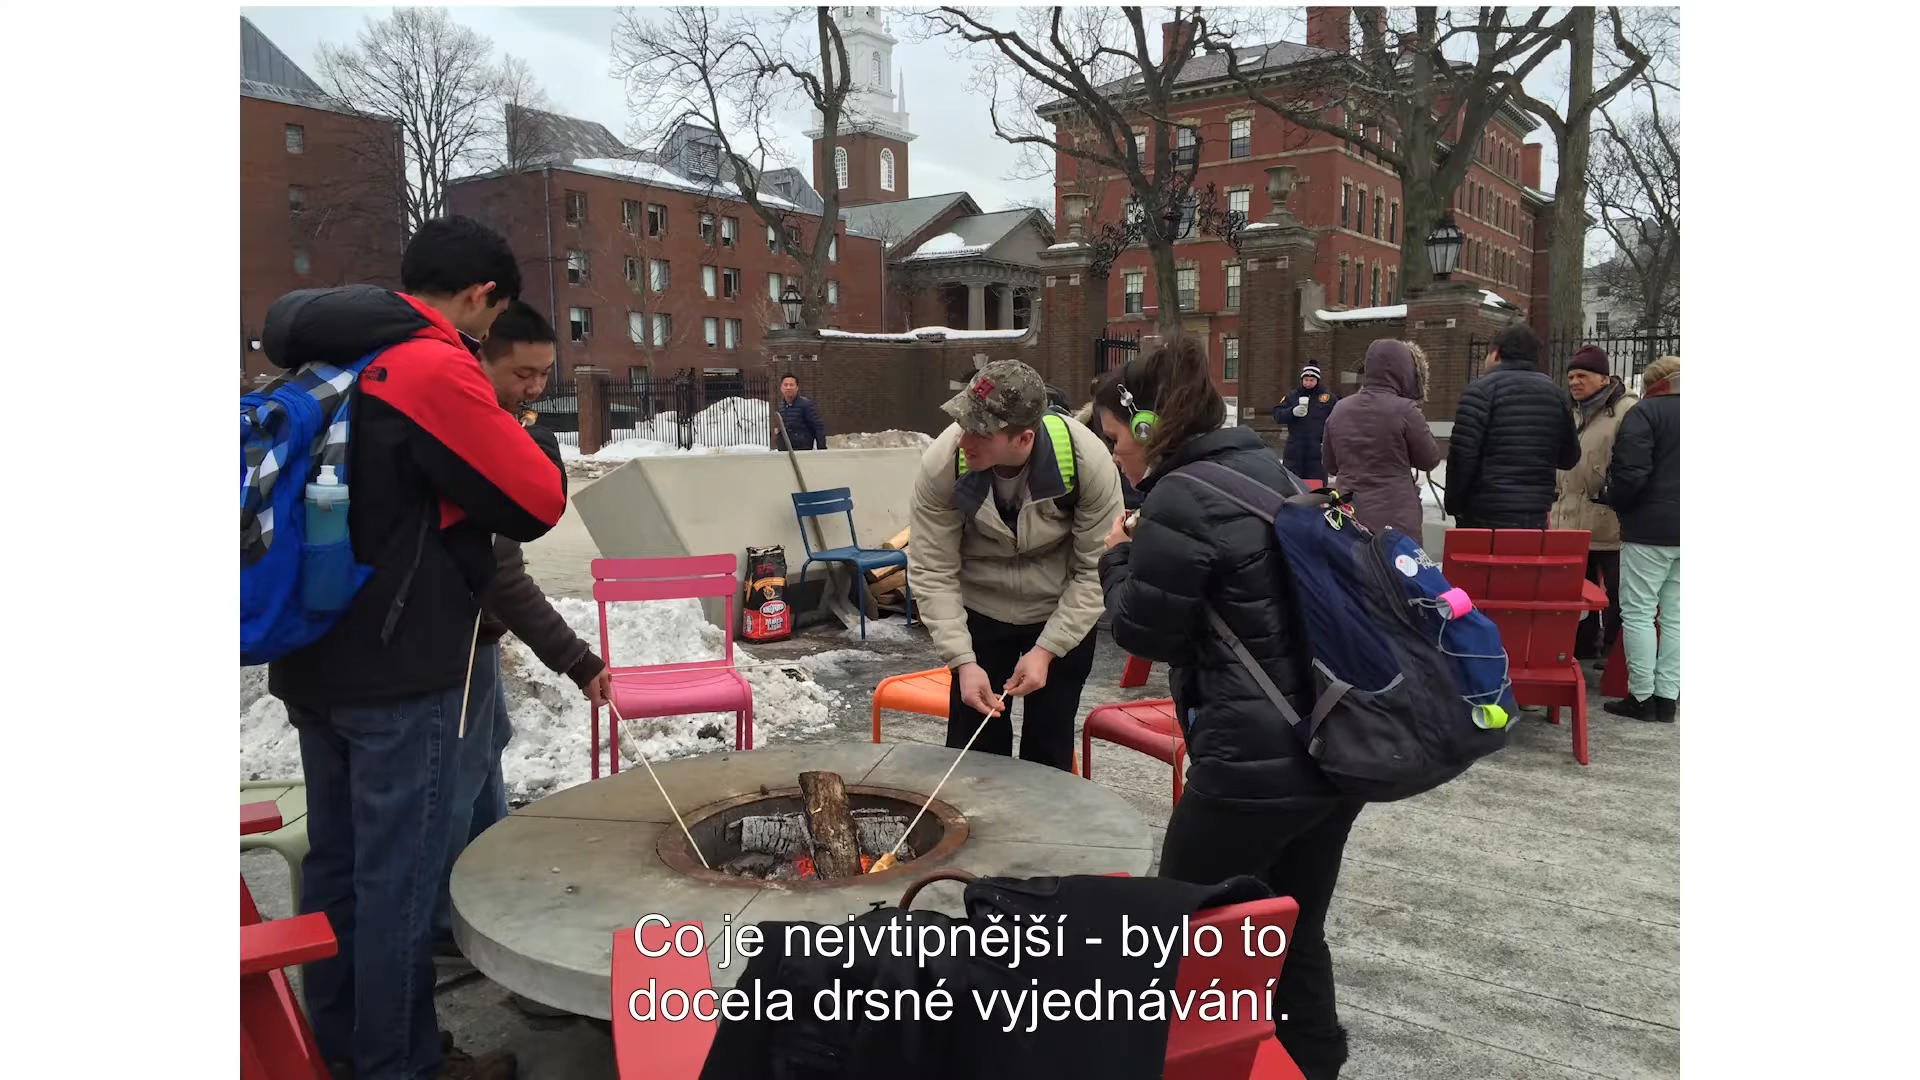 Co je nejvtipnější - bylo to
docela drsné vyjednávání.